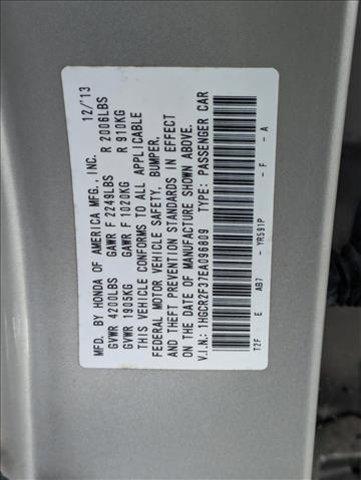 MFD. BY HONDA OF AMERICA MFG., INC. 12/'13
GVWR 4200LBS GAWR F 2249LBS R 2006LBS
GVWR 1905KG GAWR F 1020KG R 910KG
THIS VEHICLE CONFORMS TO ALL APPLICABLE
FEDERAL MOTOR VEHICLE SAFETY, BUMPER,
AND THEFT PREVENTION STANDARDS IN EFFECT
ON THE DATE OF MANUFACTURE SHOWN ABOVE.
V.I.N.: 1HGCR2F37EA096809 TYPE: PASSENGER CAR
T2F E AB7 - YR591P - F - A